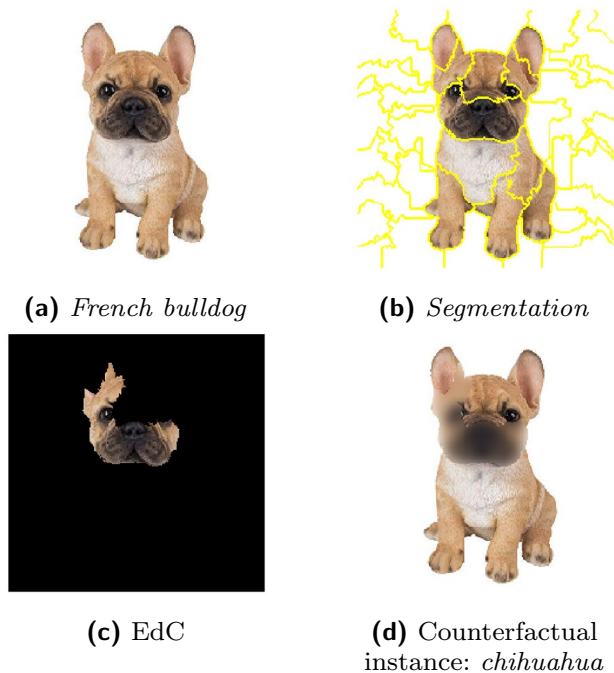 (a) French bulldog
(b) Segmentation
(c) EdC
(d) Counterfactual
instance: chihuahua